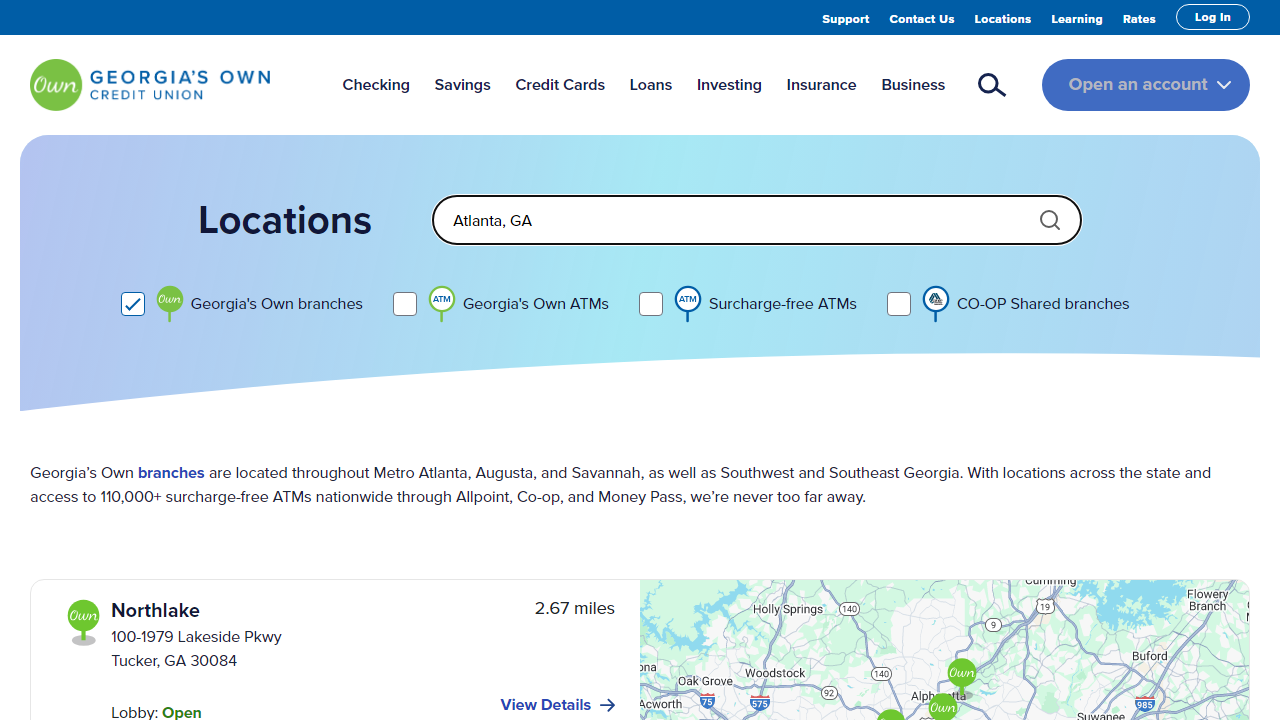 Support Contact Us Locations Learning Rates Log In
Own GEORGIA'S OWN
CREDIT UNION
Checking Savings Credit Cards Loans Investing Insurance Business Open an account
Locations
Atlanta, GA
Own Georgia's Own branches ATM Georgia's Own ATMs ATM Surcharge-free ATMs CO-OP Shared branches
Georgia's Own branches are located throughout Metro Atlanta, Augusta, and Savannah, as well as Southwest and Southeast Georgia. With locations across the state and
access to 110,000+ surcharge-free ATMs nationwide through Allpoint, Co-op, and Money Pass, we're never too far away.
Own Northlake 2.67 miles
100-1979 Lakeside Pkwy
Tucker, GA 30084
View Details
Lobby: Open
Cumming
Holly Springs 140 19 Flowery
Branch
9
Buford
Woodstock 140 Own
Oak Grove
92
Acworth 75 575 Alpharetta Own 985
Suwanee